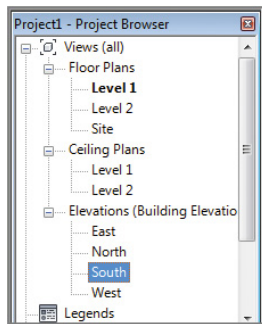 Project1 - Project Browser
Views (all)
Floor Plans
Level 1
Level 2
Site
Ceiling Plans
Level 1
Level 2
Elevations (Building Elevatio
East
North
South
West
Legends